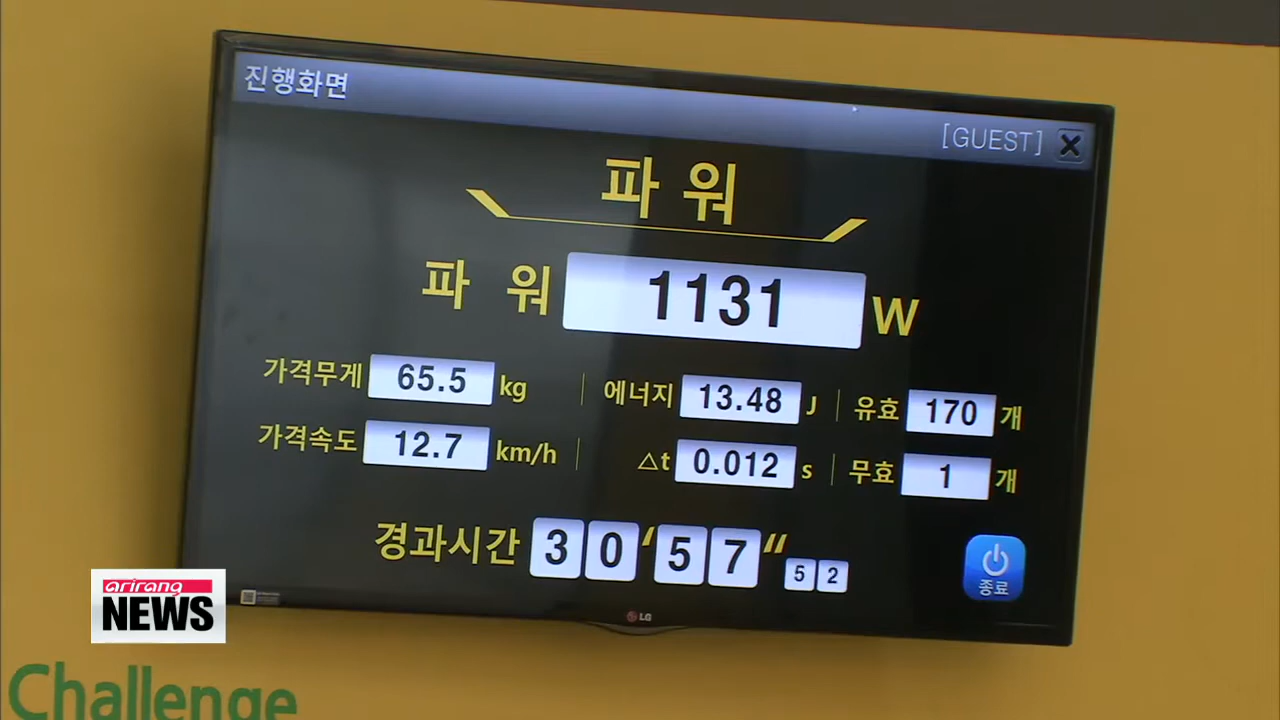 진행화면
[GUEST]
파워
파 워 1131 W
가격무게 65.5 kg 에너지 13.48 J 유효 170 개
가격속도 12.7 km/h △t 0.012 s 무효 1 개
경과시간 30‘57“52
종료
LG
arirang
NEWS
Challenge